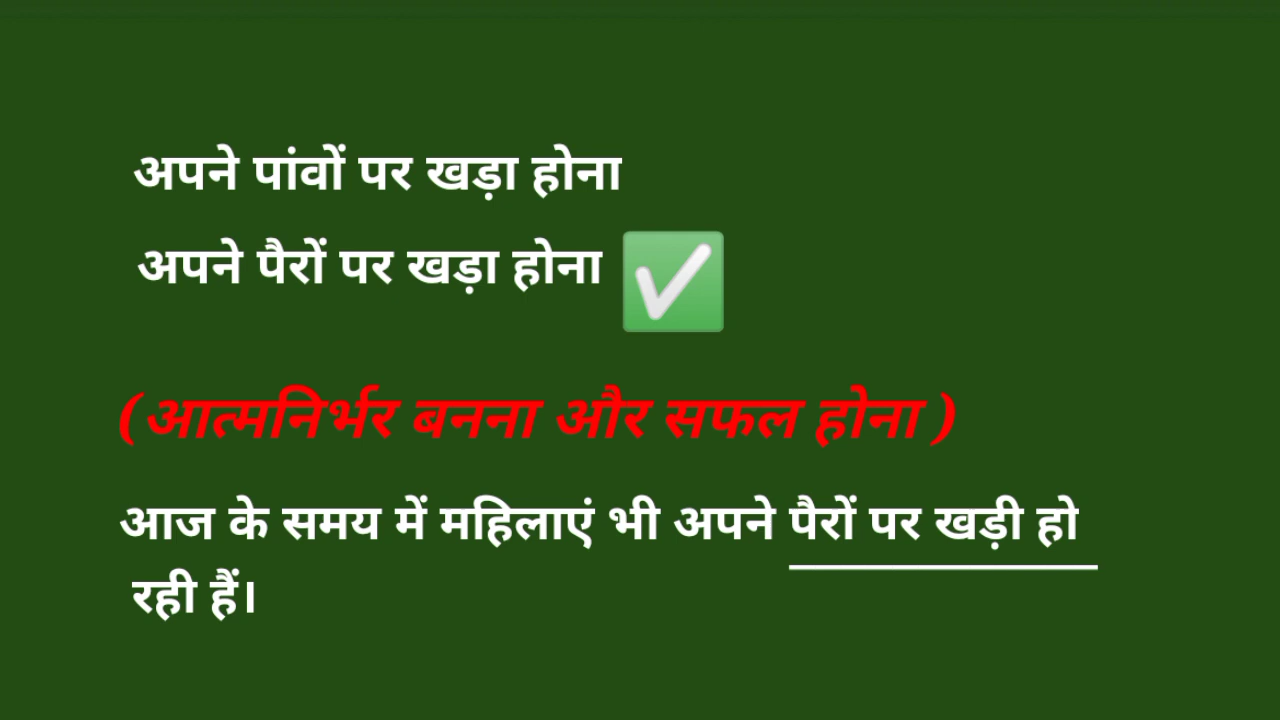 अपने पांवों पर खड़ा होना
अपने पैरों पर खड़ा होना ✅
(आत्मनिर्भर बनना और सफल होना )
आज के समय में महिलाएं भी अपने पैरों पर खड़ी हो
रही हैं।